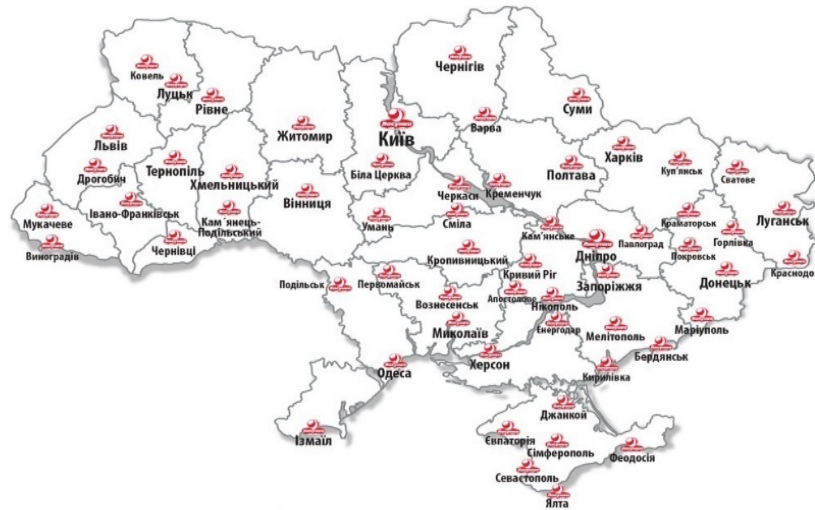 Ковель
Луцьк
Рівне
Житомир
Київ
Чернігів
Варва
Суми
Львів
Дрогобич
Тернопіль
Хмельницький
Біла Церква
Полтава
Харків
Куп'янськ
Сватове
Мукачеве
Виноградів
Івано-Франківськ
Чернівці
Кам´янець-
Подільський
Вінниця
Умань
Черкаси
Сміла
Кременчук
Кам'янське
Дніпро
Павлоград
Краматорськ
Покровськ
Горлівка
Луганськ
Краснодо
Донецьк
Кропивницький
Кривий Ріг
Запоріжжя
Подільськ
Первомайськ
Вознесенськ
Нікополь
Миколаїв
Енергодар
Мелітополь
Маріуполь
Бердянськ
Кирилівка
Одеса
Херсон
Ізмаїл
Джанкой
Євпаторія
Сімферополь
Феодосія
Севастополь
Ялта